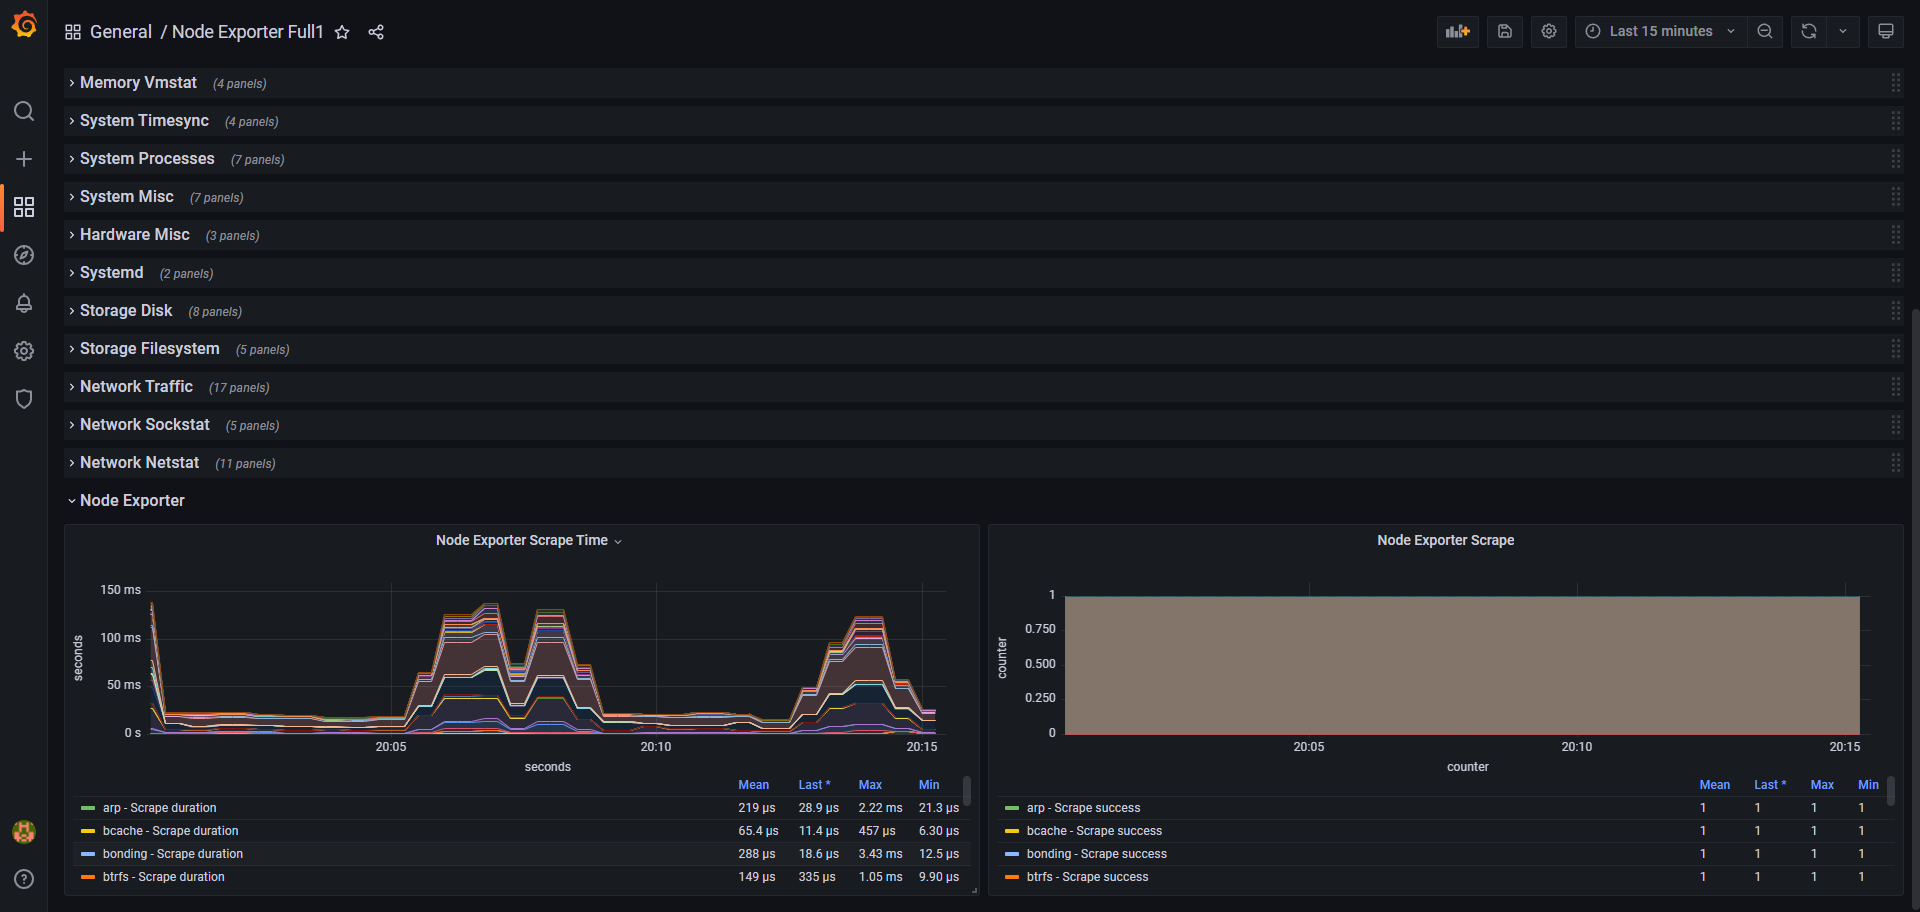 General / Node Exporter Full1
Last 15 minutes
Memory Vmstat (4 panels)
System Timesync (4 panels)
System Processes (7 panels)
System Misc (7 panels)
Hardware Misc (3 panels)
Systemd (2 panels)
Storage Disk (8 panels)
Storage Filesystem (5 panels)
Network Traffic (17 panels)
Network Sockstat (5 panels)
Network Netstat (11 panels)
Node Exporter
Node Exporter Scrape Time
150 ms
100 ms
50 ms
0 s
seconds
20:05 20:10 20:15
seconds
Mean Last * Max Min
arp - Scrape duration 219 µs 28.9 µs 2.22 ms 21.3 µs
bcache - Scrape duration 65.4 µs 11.4 µs 457 µs 6.30 µs
bonding - Scrape duration 288 µs 18.6 µs 3.43 ms 12.5 µs
btrfs - Scrape duration 149 µs 335 µs 1.05 ms 9.90 µs
Node Exporter Scrape
1
0.750
0.500
0.250
0
counter
20:05 20:10 20:15
counter
Mean Last * Max Min
arp - Scrape success 1 1 1 1
bcache - Scrape success 1 1 1 1
bonding - Scrape success 1 1 1 1
btrfs - Scrape success 1 1 1 1